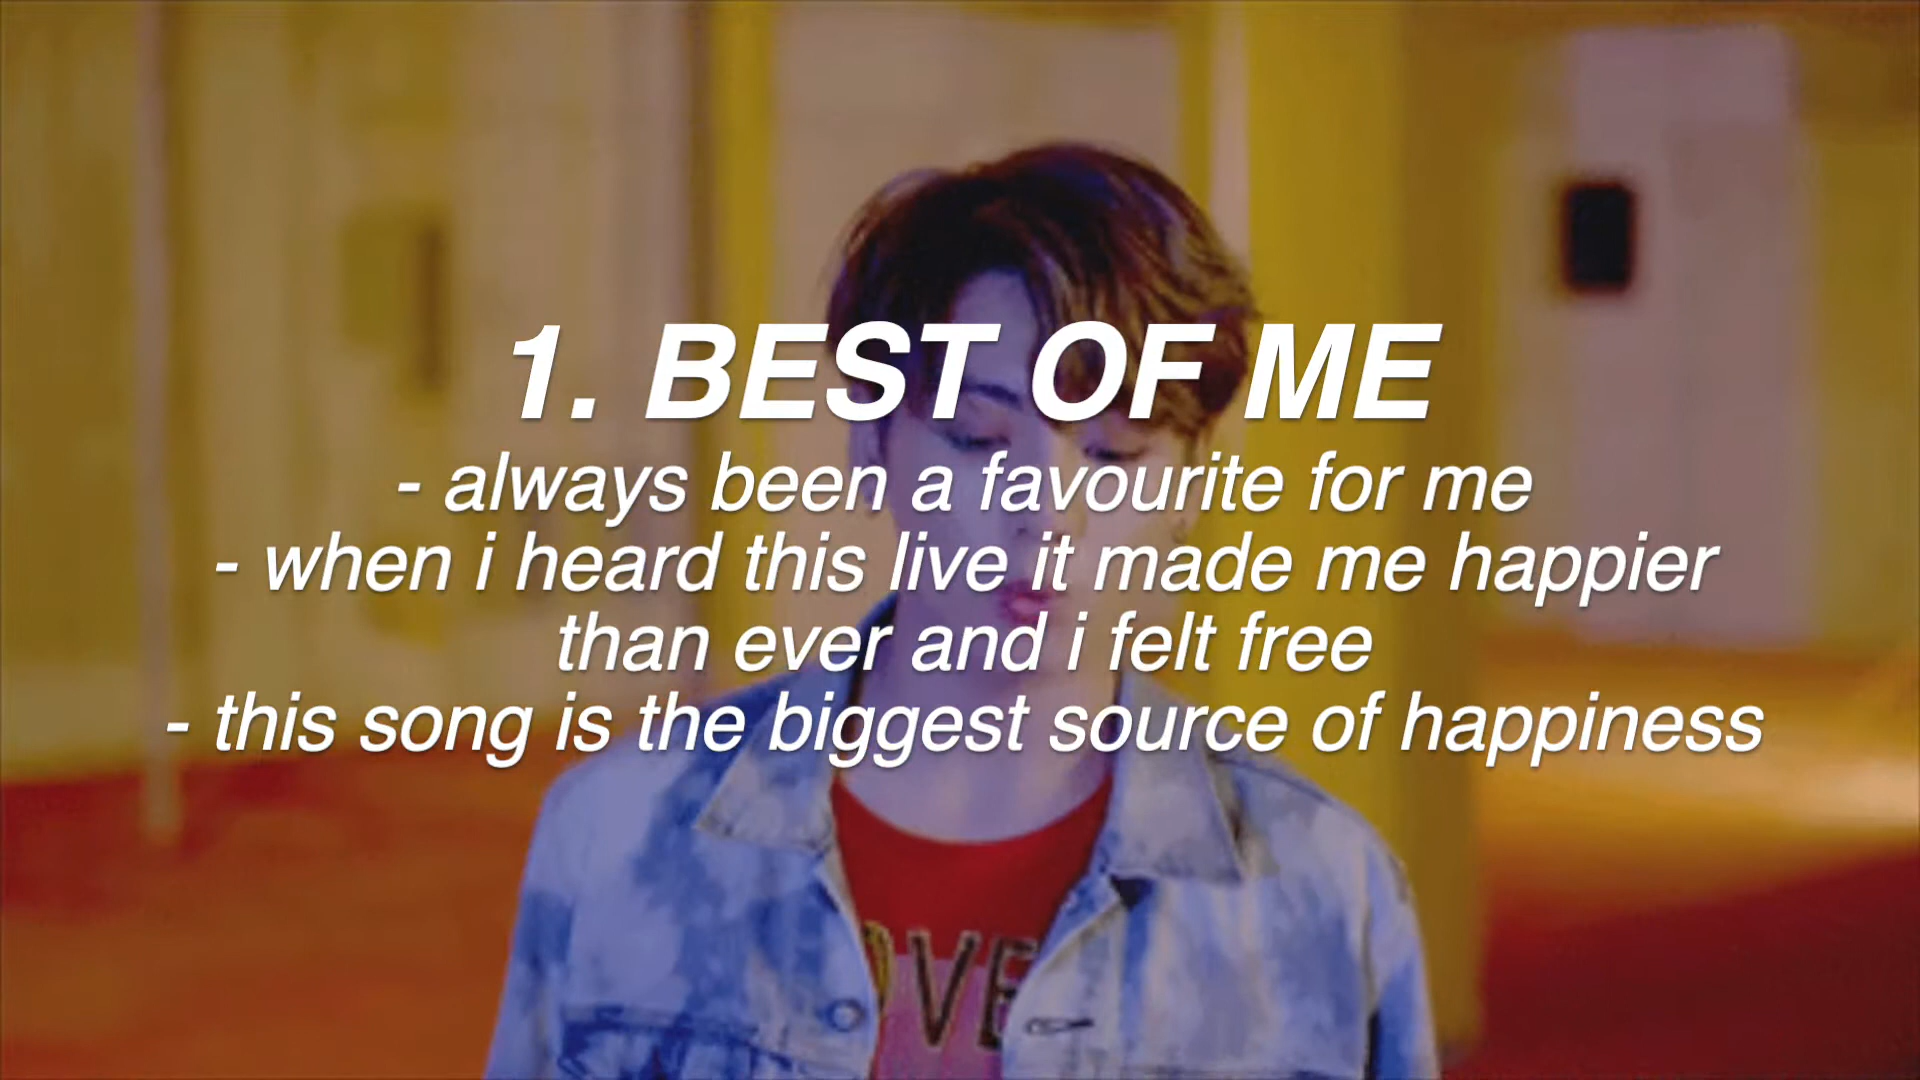 1. BEST OF ME
- always been a favourite for me
- when i heard this live it made me happier
than ever and i felt free
- this song is the biggest source of happiness
OVE